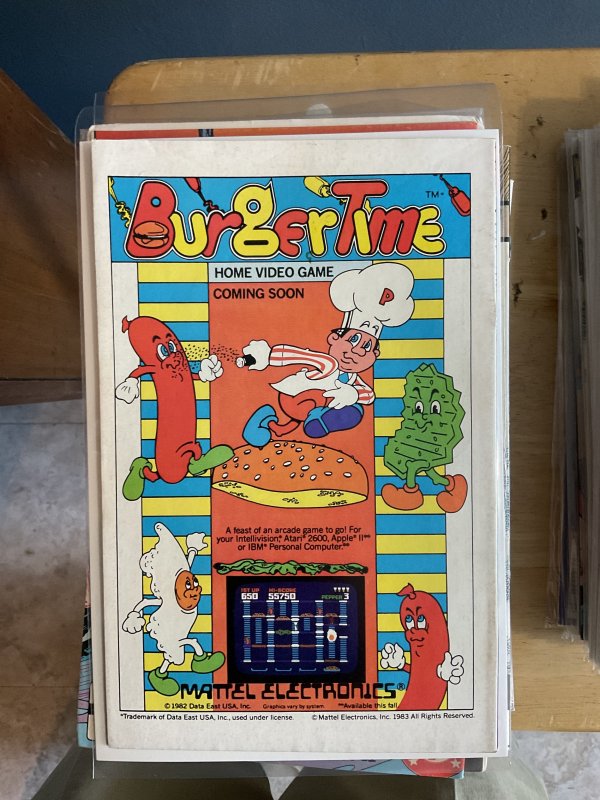 BurgerTime TM*
HOME VIDEO GAME
COMING SOON
P
A feast of an arcade game to go! For
your Intellivision,® Atari® 2600, Apple® II**
or IBM® Personal Computer.**
1ST UP HI-SCORE
650 55750 PEPPER 3
MATTEL ELECTRONICS®
© 1982 Data East USA, Inc. Graphics vary by system. **Available this fall.
*Trademark of Data East USA, Inc., used under license. © Mattel Electronics, Inc. 1983 All Rights Reserved.